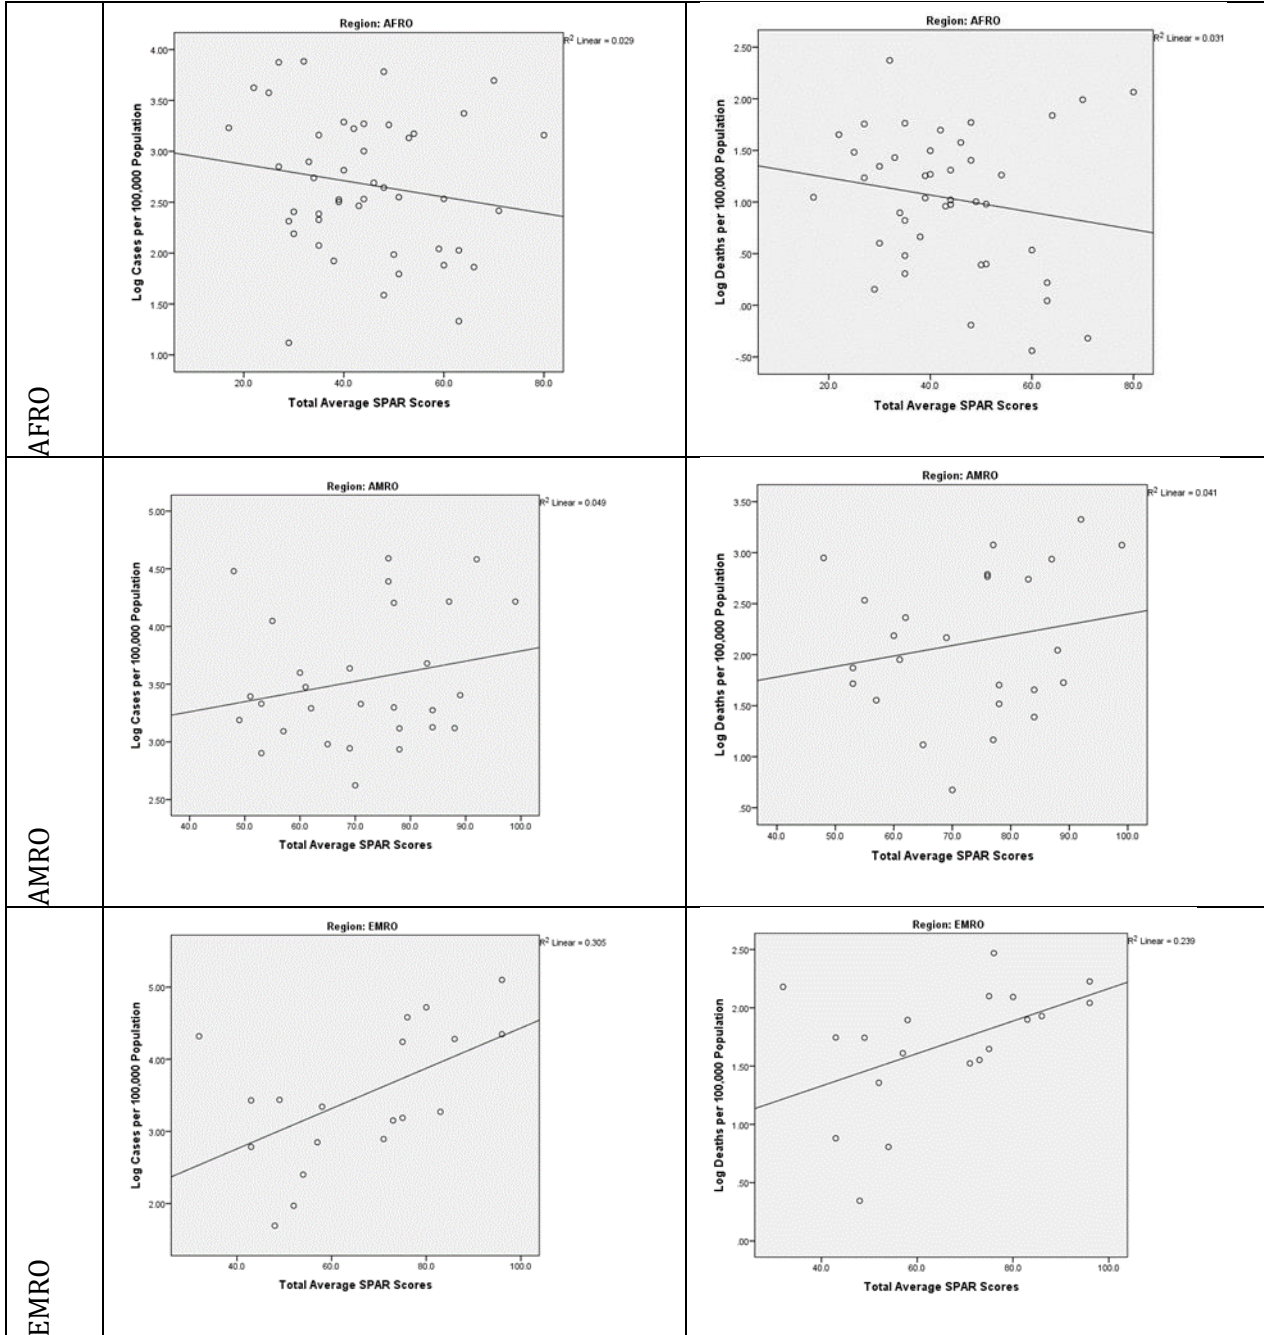 AFRO
Region: AFRO
R2 Linear = 0.029
Log Cases per 100,000 Population
4.00
3.50
3.00
2.50
2.00
1.50
1.00
20.0 40.0 60.0 80.0
Total Average SPAR Scores
Region: AFRO
R2 Linear = 0.031
Log Deaths per 100,000 Population
2.50
2.00
1.50
1.00
.50
.00
-.50
20.0 40.0 60.0 80.0
Total Average SPAR Scores
AMRO
Region: AMRO
R2 Linear = 0.049
Log Cases per 100,000 Population
5.00
4.50
4.00
3.50
3.00
2.50
40.0 50.0 60.0 70.0 80.0 90.0 100.0
Total Average SPAR Scores
Region: AMRO
R2 Linear = 0.041
Log Deaths per 100,000 Population
3.50
3.00
2.50
2.00
1.50
1.00
.50
40.0 50.0 60.0 70.0 80.0 90.0 100.0
Total Average SPAR Scores
EMRO
Region: EMRO
R2 Linear = 0.305
Log Cases per 100,000 Population
5.00
4.00
3.00
2.00
40.0 60.0 80.0 100.0
Total Average SPAR Scores
Region: EMRO
R2 Linear = 0.239
Log Deaths per 100,000 Population
2.50
2.00
1.50
1.00
.50
.00
40.0 60.0 80.0 100.0
Total Average SPAR Scores